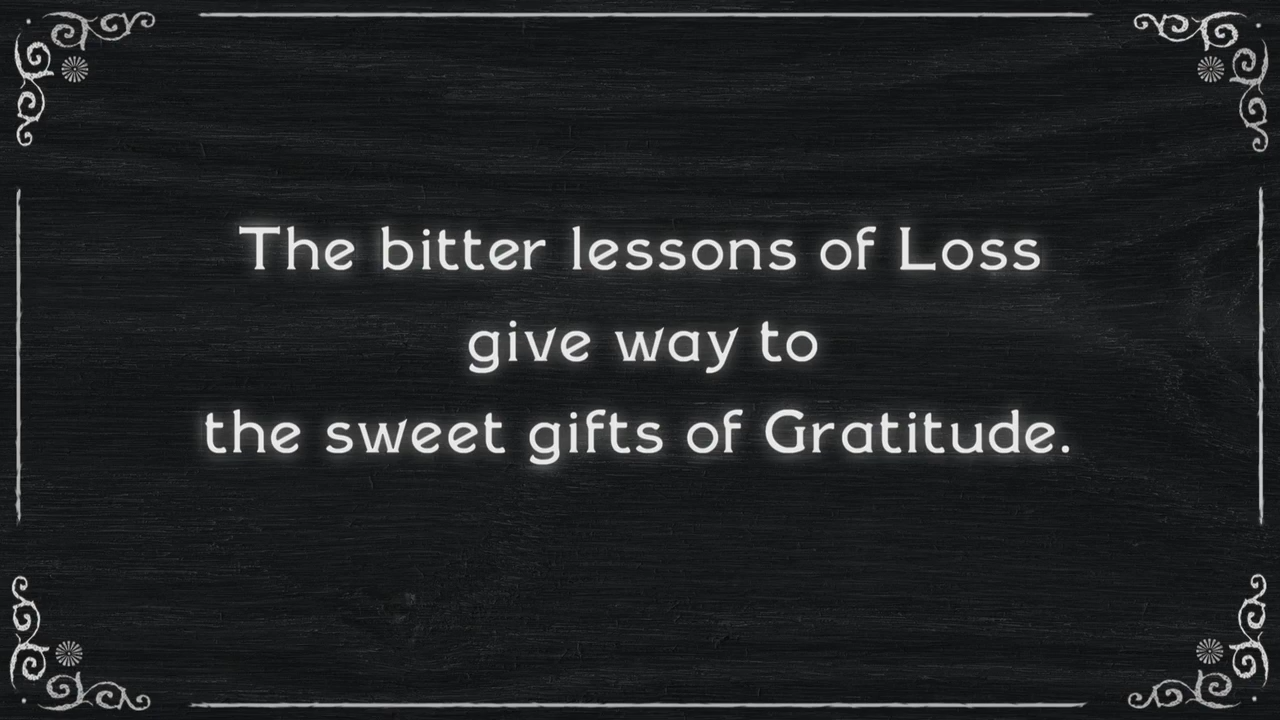 The bitter lessons of Loss
give way to
the sweet gifts of Gratitude.